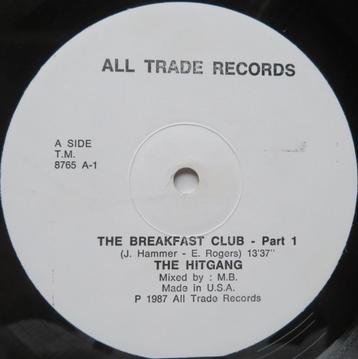 ALL TRADE RECORDS
A SIDE
T.M.
8765 A-1
THE BREAKFAST CLUB - Part 1
(J. Hammer - E. Rogers) 13'37"
THE HITGANG
Mixed by : M.B.
Made in U.S.A.
P 1987 All Trade Records